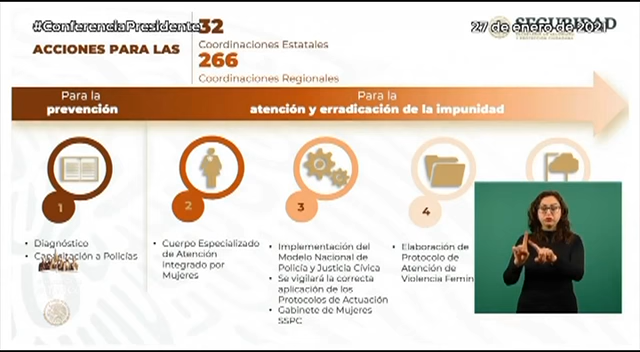 #ConferenciaPresidente
32
27 de enero de 2021
SEGURIDAD
ACCIONES PARA LAS
Coordinaciones Estatales
266
Coordinaciones Regionales
Para la
prevención
Para la
atención y erradicación de la impunidad
1
2
3
4
Diagnóstico
Capacitación a Policías
Cuerpo Especializado
de Atención
Integrado por
Mujeres
Implementación del
Modelo Nacional de
Policía y Justicia Cívica
Se vigilará la correcta
aplicación de los
Protocolos de Actuación
Gabinete de Mujeres
SSPC
Elaboración de
Protocolo de
Atención de
Violencia Femin